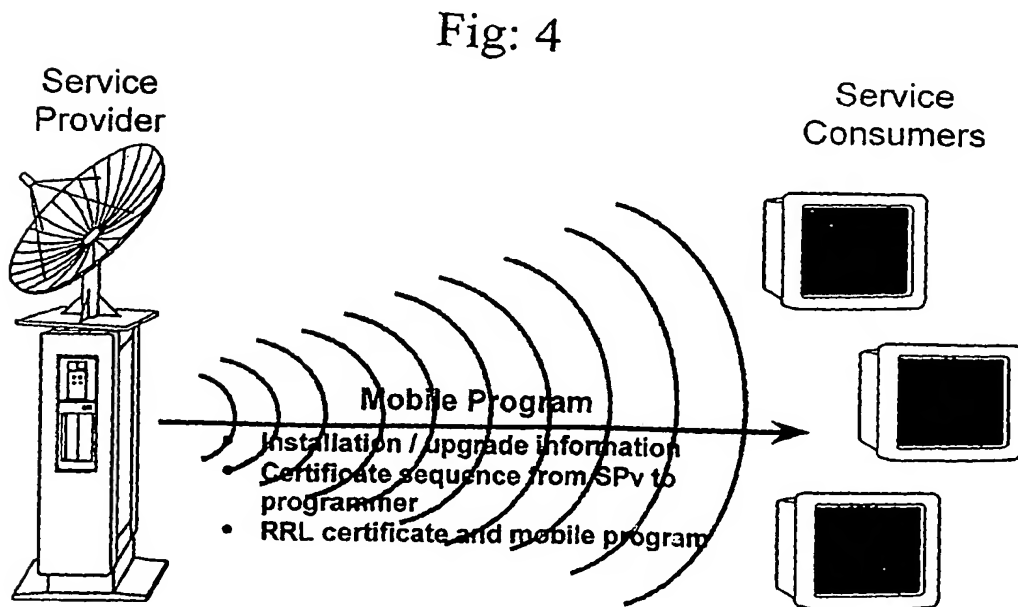 Fig: 4
Service
Provider
Service
Consumers
Mobile Program
• Installation / upgrade information
• Certificate sequence from SPv to
programmer
• RRL certificate and mobile program